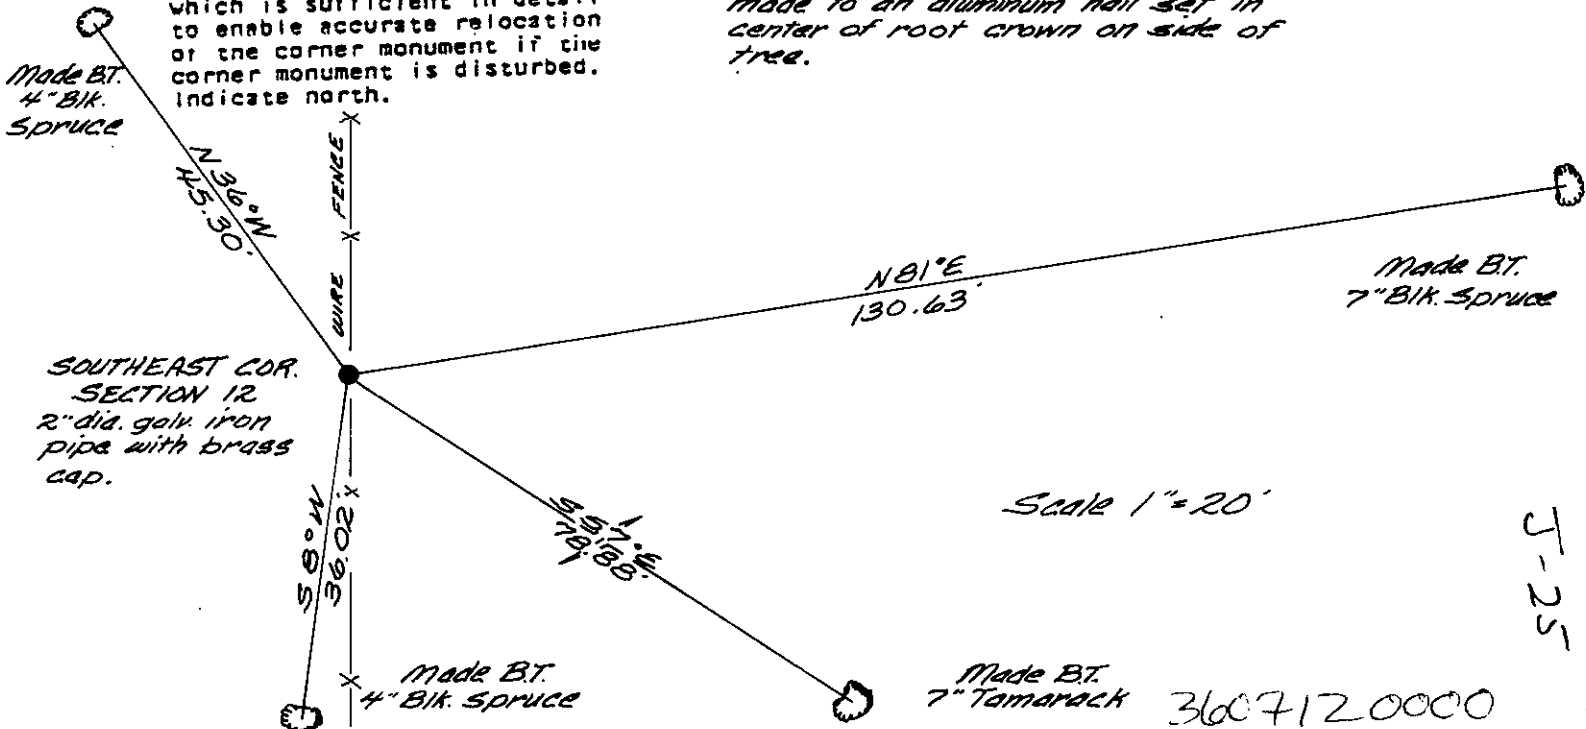 which is sufficient in detail
to enable accurate relocation
of the corner monument if the
corner monument is disturbed.
Indicate north.
made to an aluminum nail set in
center of root crown on side of
tree.
Made B.T.
4" Blk.
Spruce
N 36° W
45.30'
WIRE FENCE
N 81° E
130.63'
Made B.T.
7" Blk. Spruce
SOUTHEAST COR.
SECTION 12
2" dia. galv. iron
pipe with brass
cap.
S 8° W
36.02'
S 57° E
78.88'
Scale 1" = 20'
J-25
Made B.T.
4" Blk. Spruce
Made B.T.
7" Tamarack
3607120000